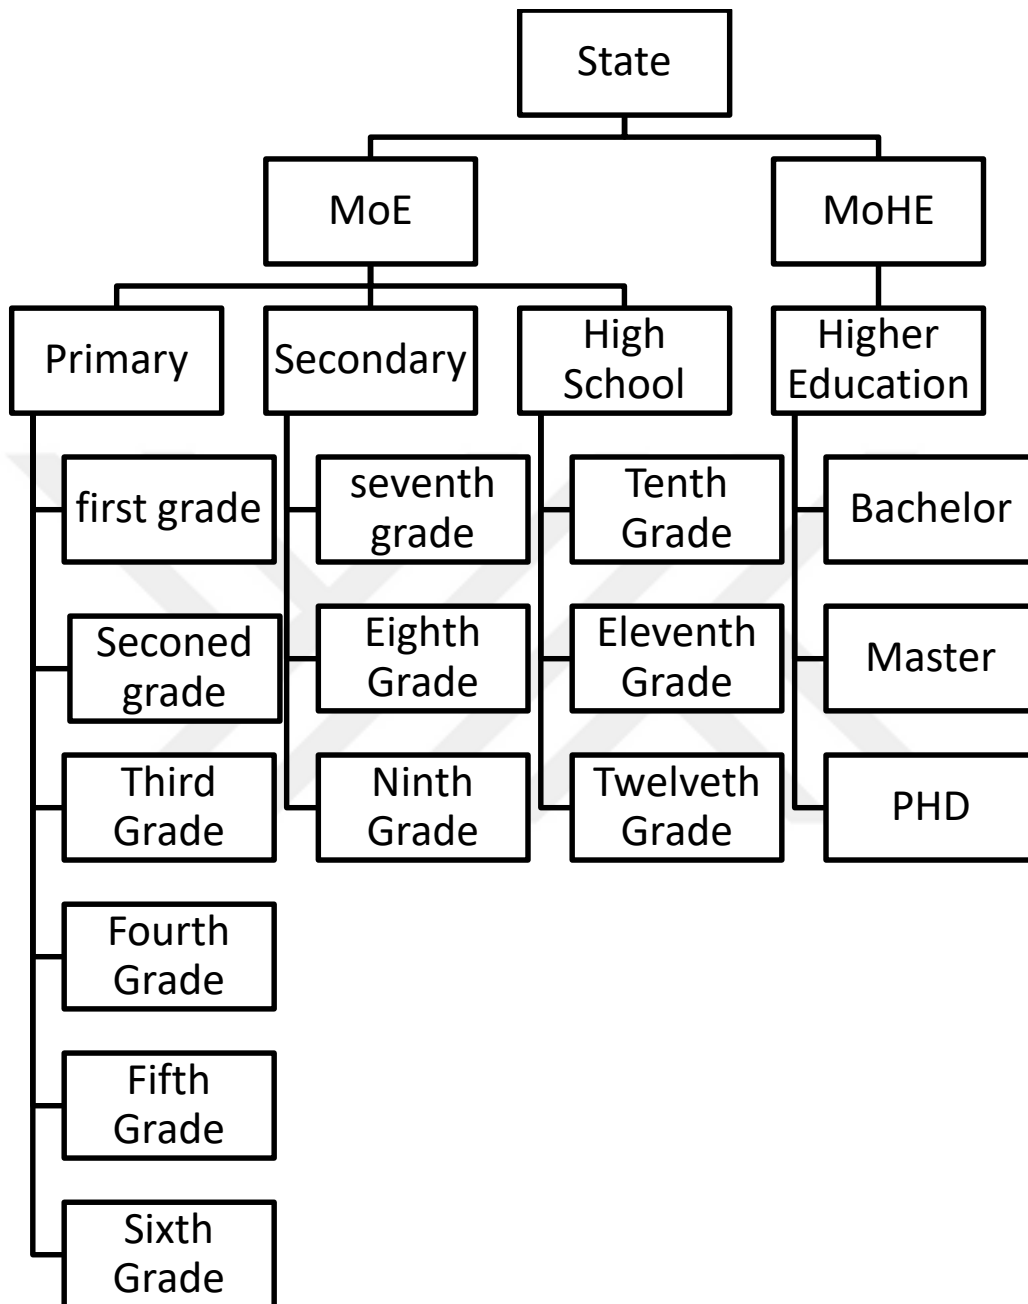 State
MoE
MoHE
Primary
Secondary
High
School
Higher
Education
first grade
seventh
grade
Tenth
Grade
Bachelor
Seconed
grade
Eighth
Grade
Eleventh
Grade
Master
Third
Grade
Ninth
Grade
Twelveth
Grade
PHD
Fourth
Grade
Fifth
Grade
Sixth
Grade